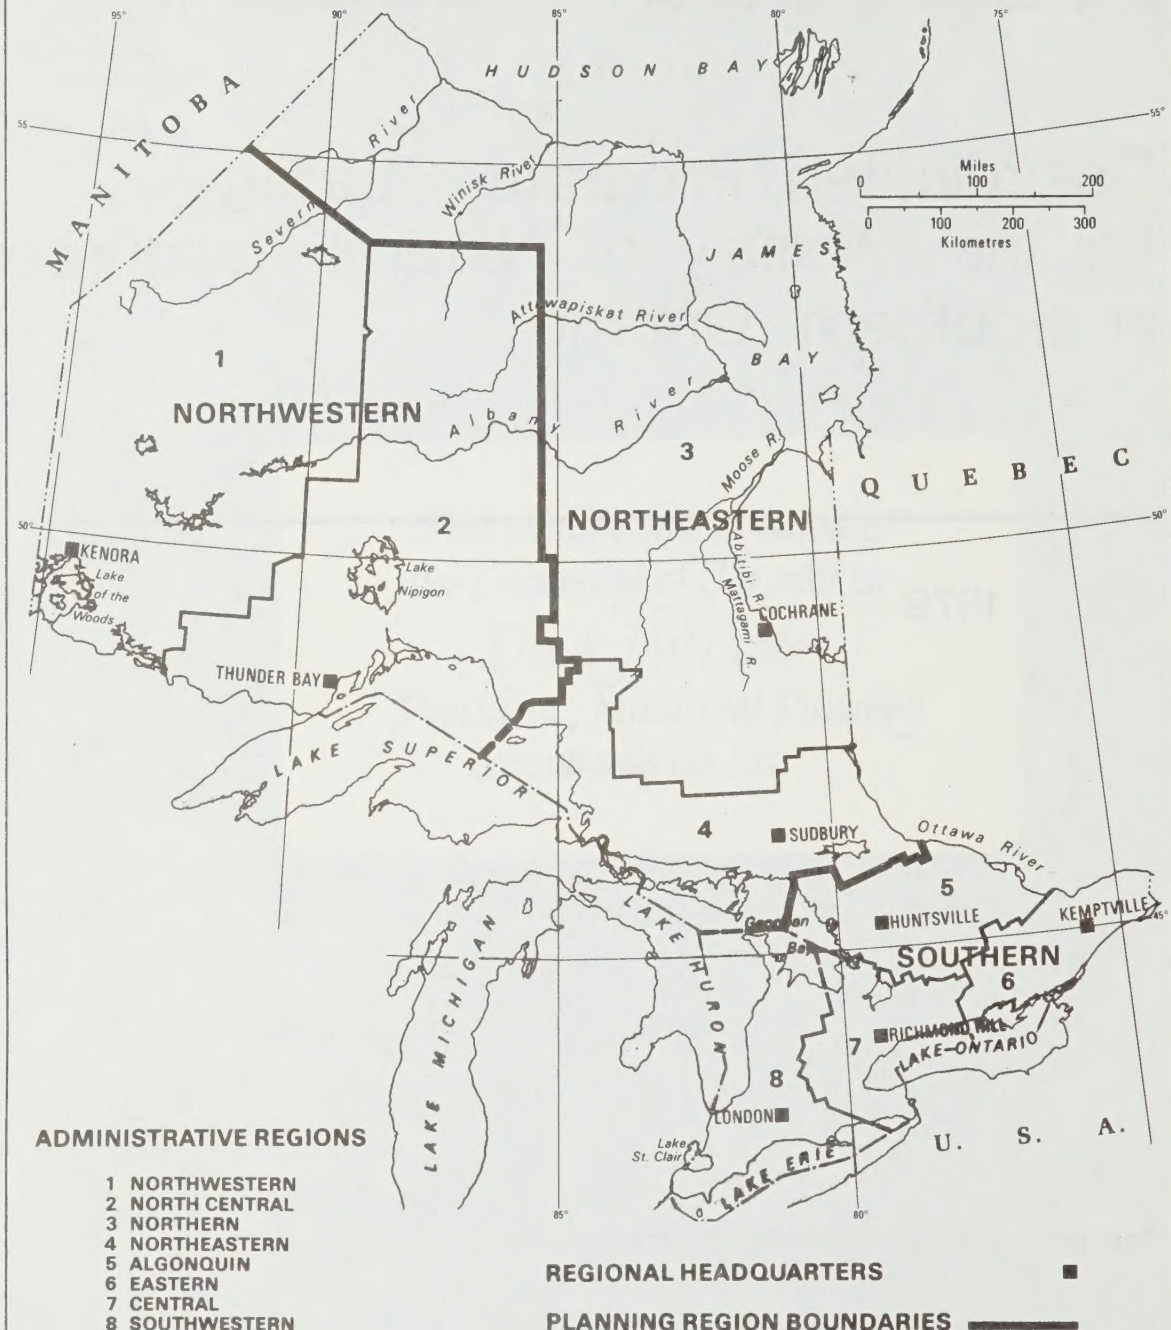 95°
90°
85°
80°
75°
HUDSON BAY
MANITOBA
55
55°
Miles
0 100 200
0 100 200 300
Kilometres
Severn River
Winisk River
JAMES
BAY
Attawapiskat River
1
NORTHWESTERN
Albany River
3
Moose R.
QUEBEC
50°
50°
2
NORTHEASTERN
KENORA
Lake
of the
Woods
Lake
Nipigon
Abitibi R.
Mattagami R.
COCHRANE
THUNDER BAY
LAKE SUPERIOR
4
SUDBURY
Ottawa River
5
HUNTSVILLE
KEMPTVILLE
45°
Georgian
Bay
SOUTHERN
6
LAKE HURON
LAKE MICHIGAN
7
RICHMOND HILL
LAKE ONTARIO
8
LONDON
Lake
St. Clair
LAKE ERIE
U. S. A.
85°
80°
ADMINISTRATIVE REGIONS
1 NORTHWESTERN
2 NORTH CENTRAL
3 NORTHERN
4 NORTHEASTERN
5 ALGONQUIN
6 EASTERN
7 CENTRAL
8 SOUTHWESTERN
REGIONAL HEADQUARTERS
PLANNING REGION BOUNDARIES